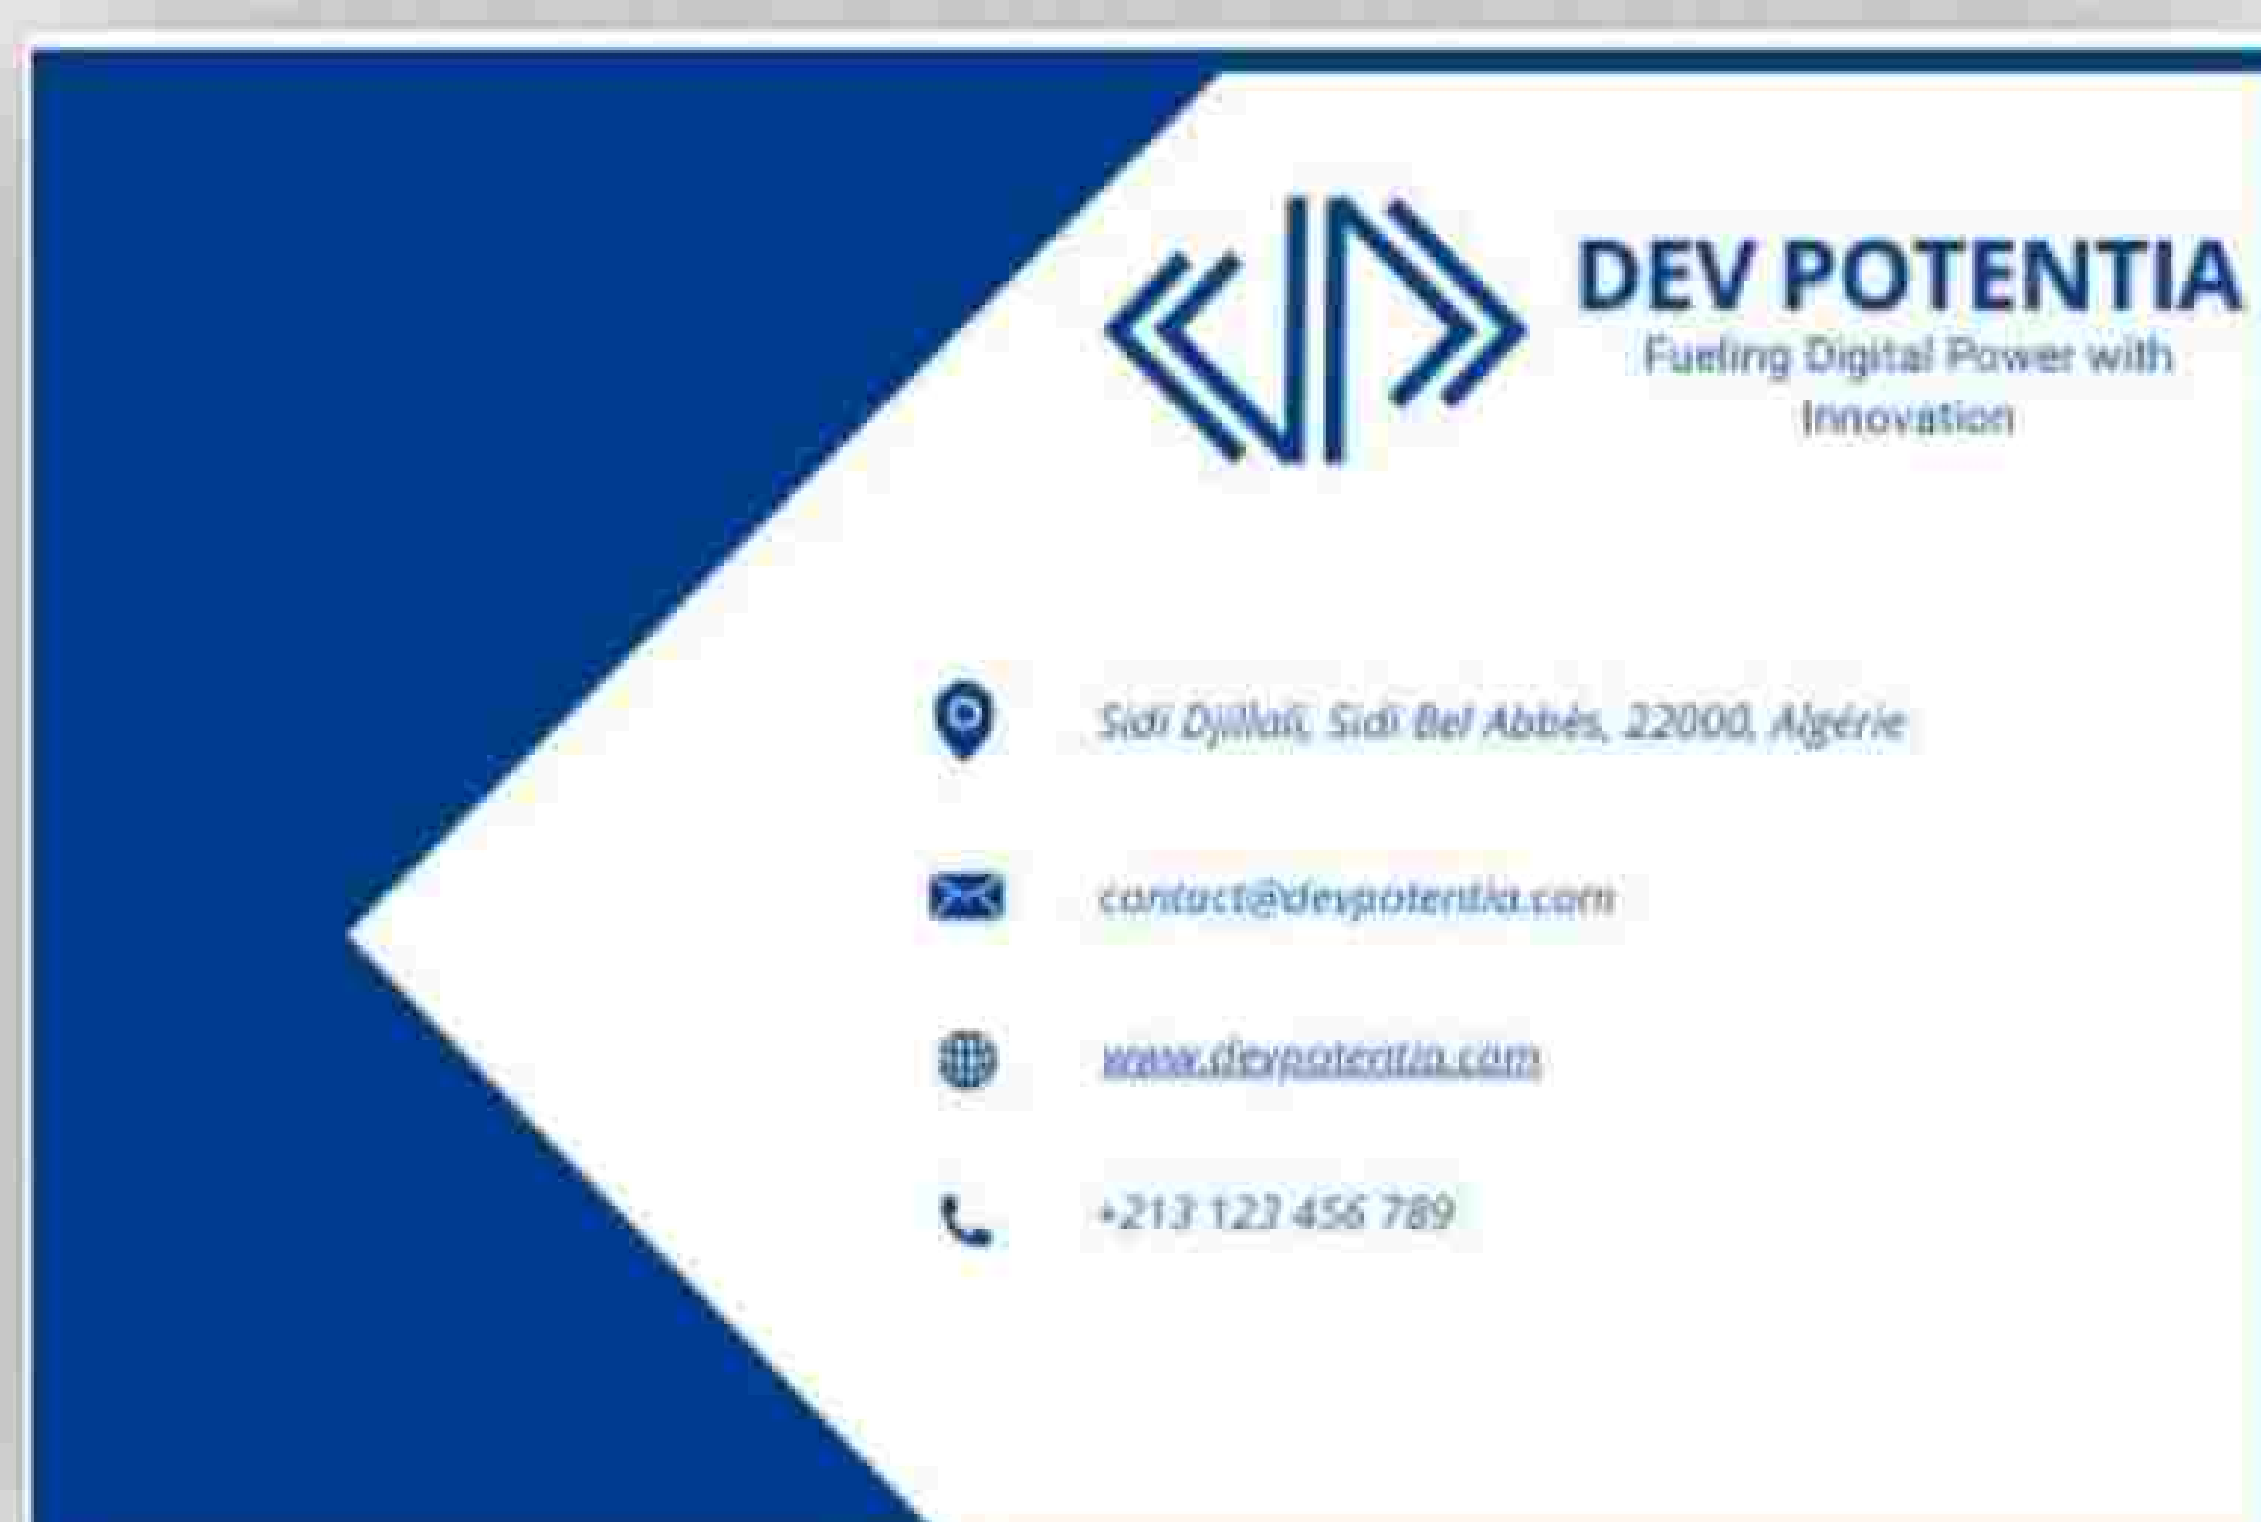 DEV POTENTIA
Fueling Digital Power with
Innovation
Sidi Djillali, Sidi Bel Abbès, 22000, Algérie
contact@devpotentia.com
www.devpotentia.com
+213 123 456 789